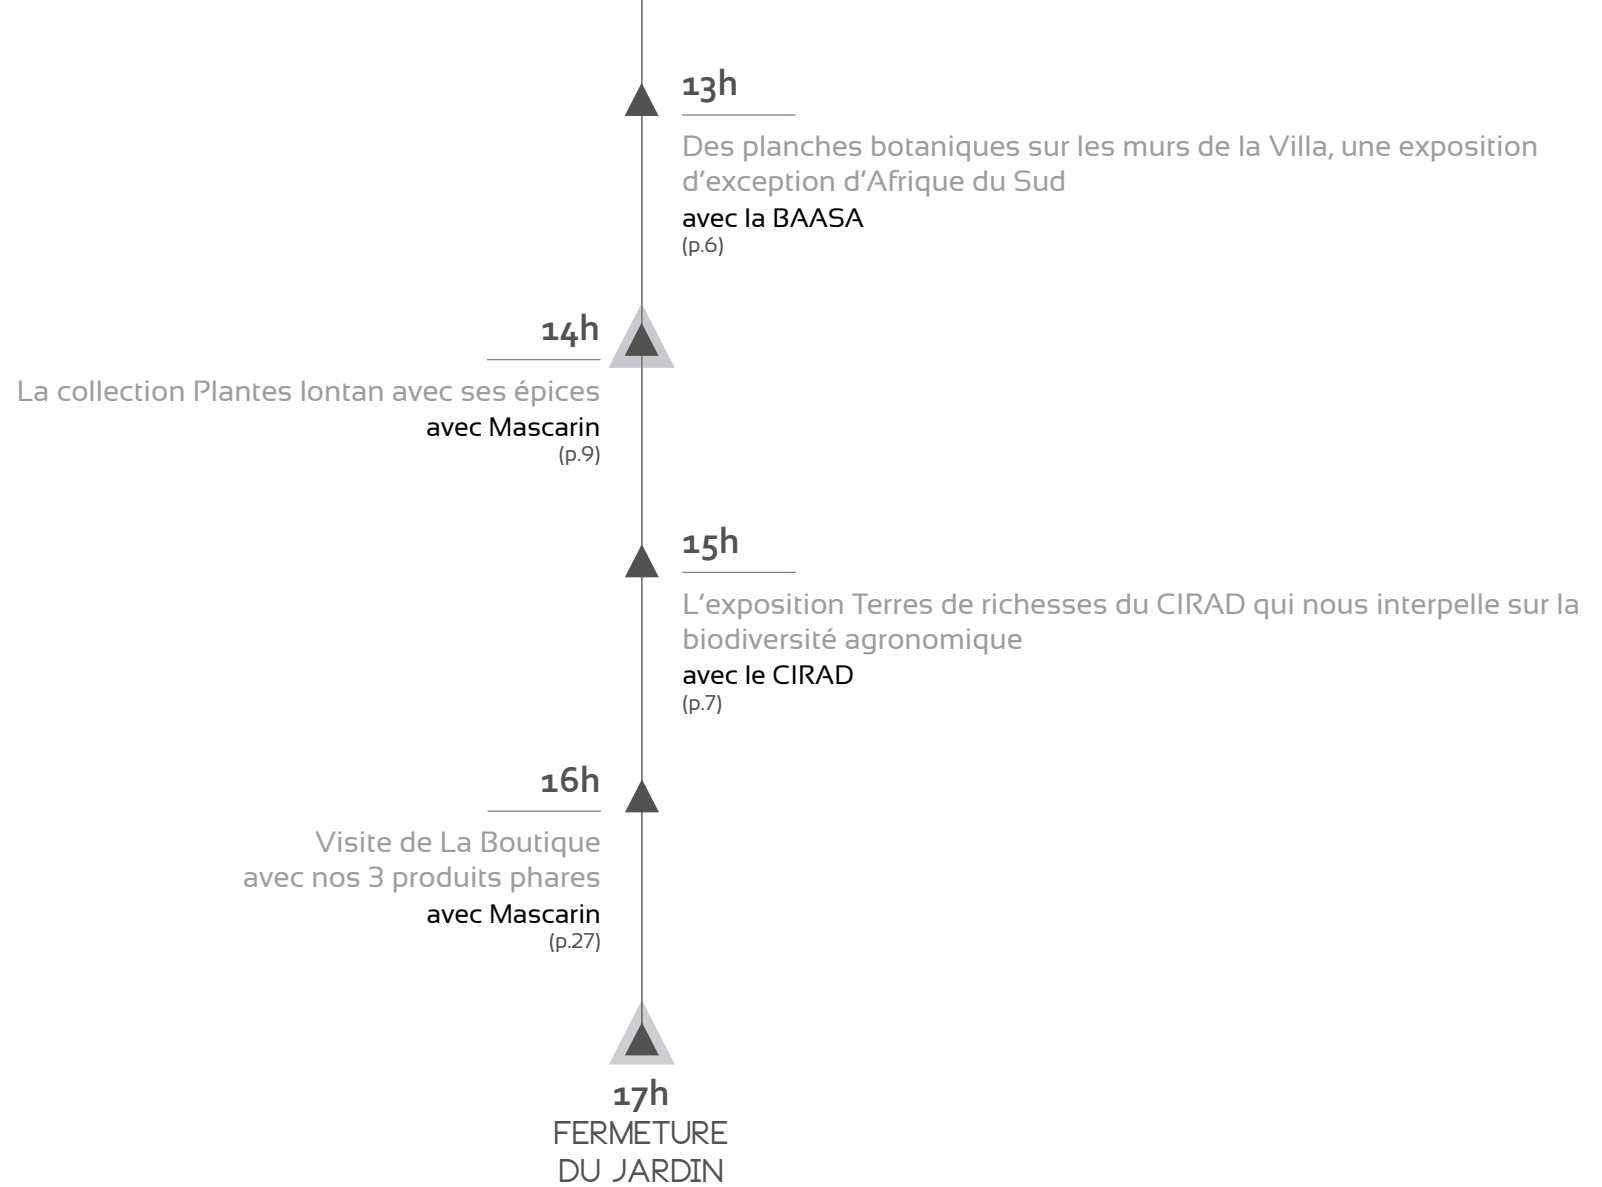 13h
Des planches botaniques sur les murs de la Villa, une exposition
d'exception d'Afrique du Sud
avec la BAASA
(p.6)
14h
La collection Plantes lontan avec ses épices
avec Mascarin
(p.9)
15h
L'exposition Terres de richesses du CIRAD qui nous interpelle sur la
biodiversité agronomique
avec le CIRAD
(p.7)
16h
Visite de La Boutique
avec nos 3 produits phares
avec Mascarin
(p.27)
17h
FERMETURE
DU JARDIN